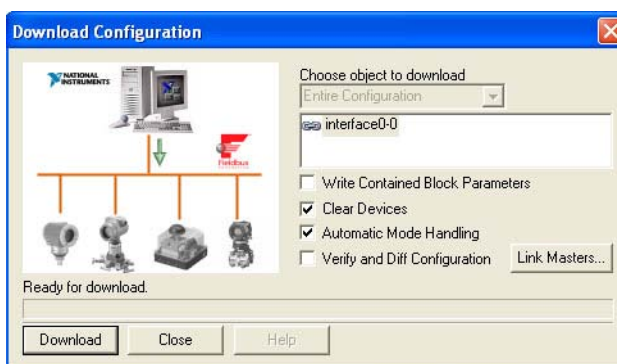 Download Configuration
NATIONAL
INSTRUMENTS
Fieldbus
Choose object to download
Entire Configuration
interface0-0
Write Contained Block Parameters
Clear Devices
Automatic Mode Handling
Verify and Diff Configuration
Link Masters...
Ready for download.
Download
Close
Help